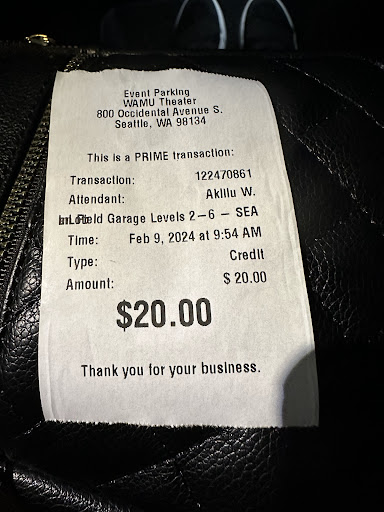 Event Parking
WAMU Theater
800 Occidental Avenue S.
Seattle, WA 98134
This is a PRIME transaction:
Transaction: 122470861
Attendant: Aklilu W.
Field Garage Levels 2-6 - SEA
Time: Feb 9, 2024 at 9:54 AM
Type: Credit
Amount: $ 20.00
$20.00
Thank you for your business.